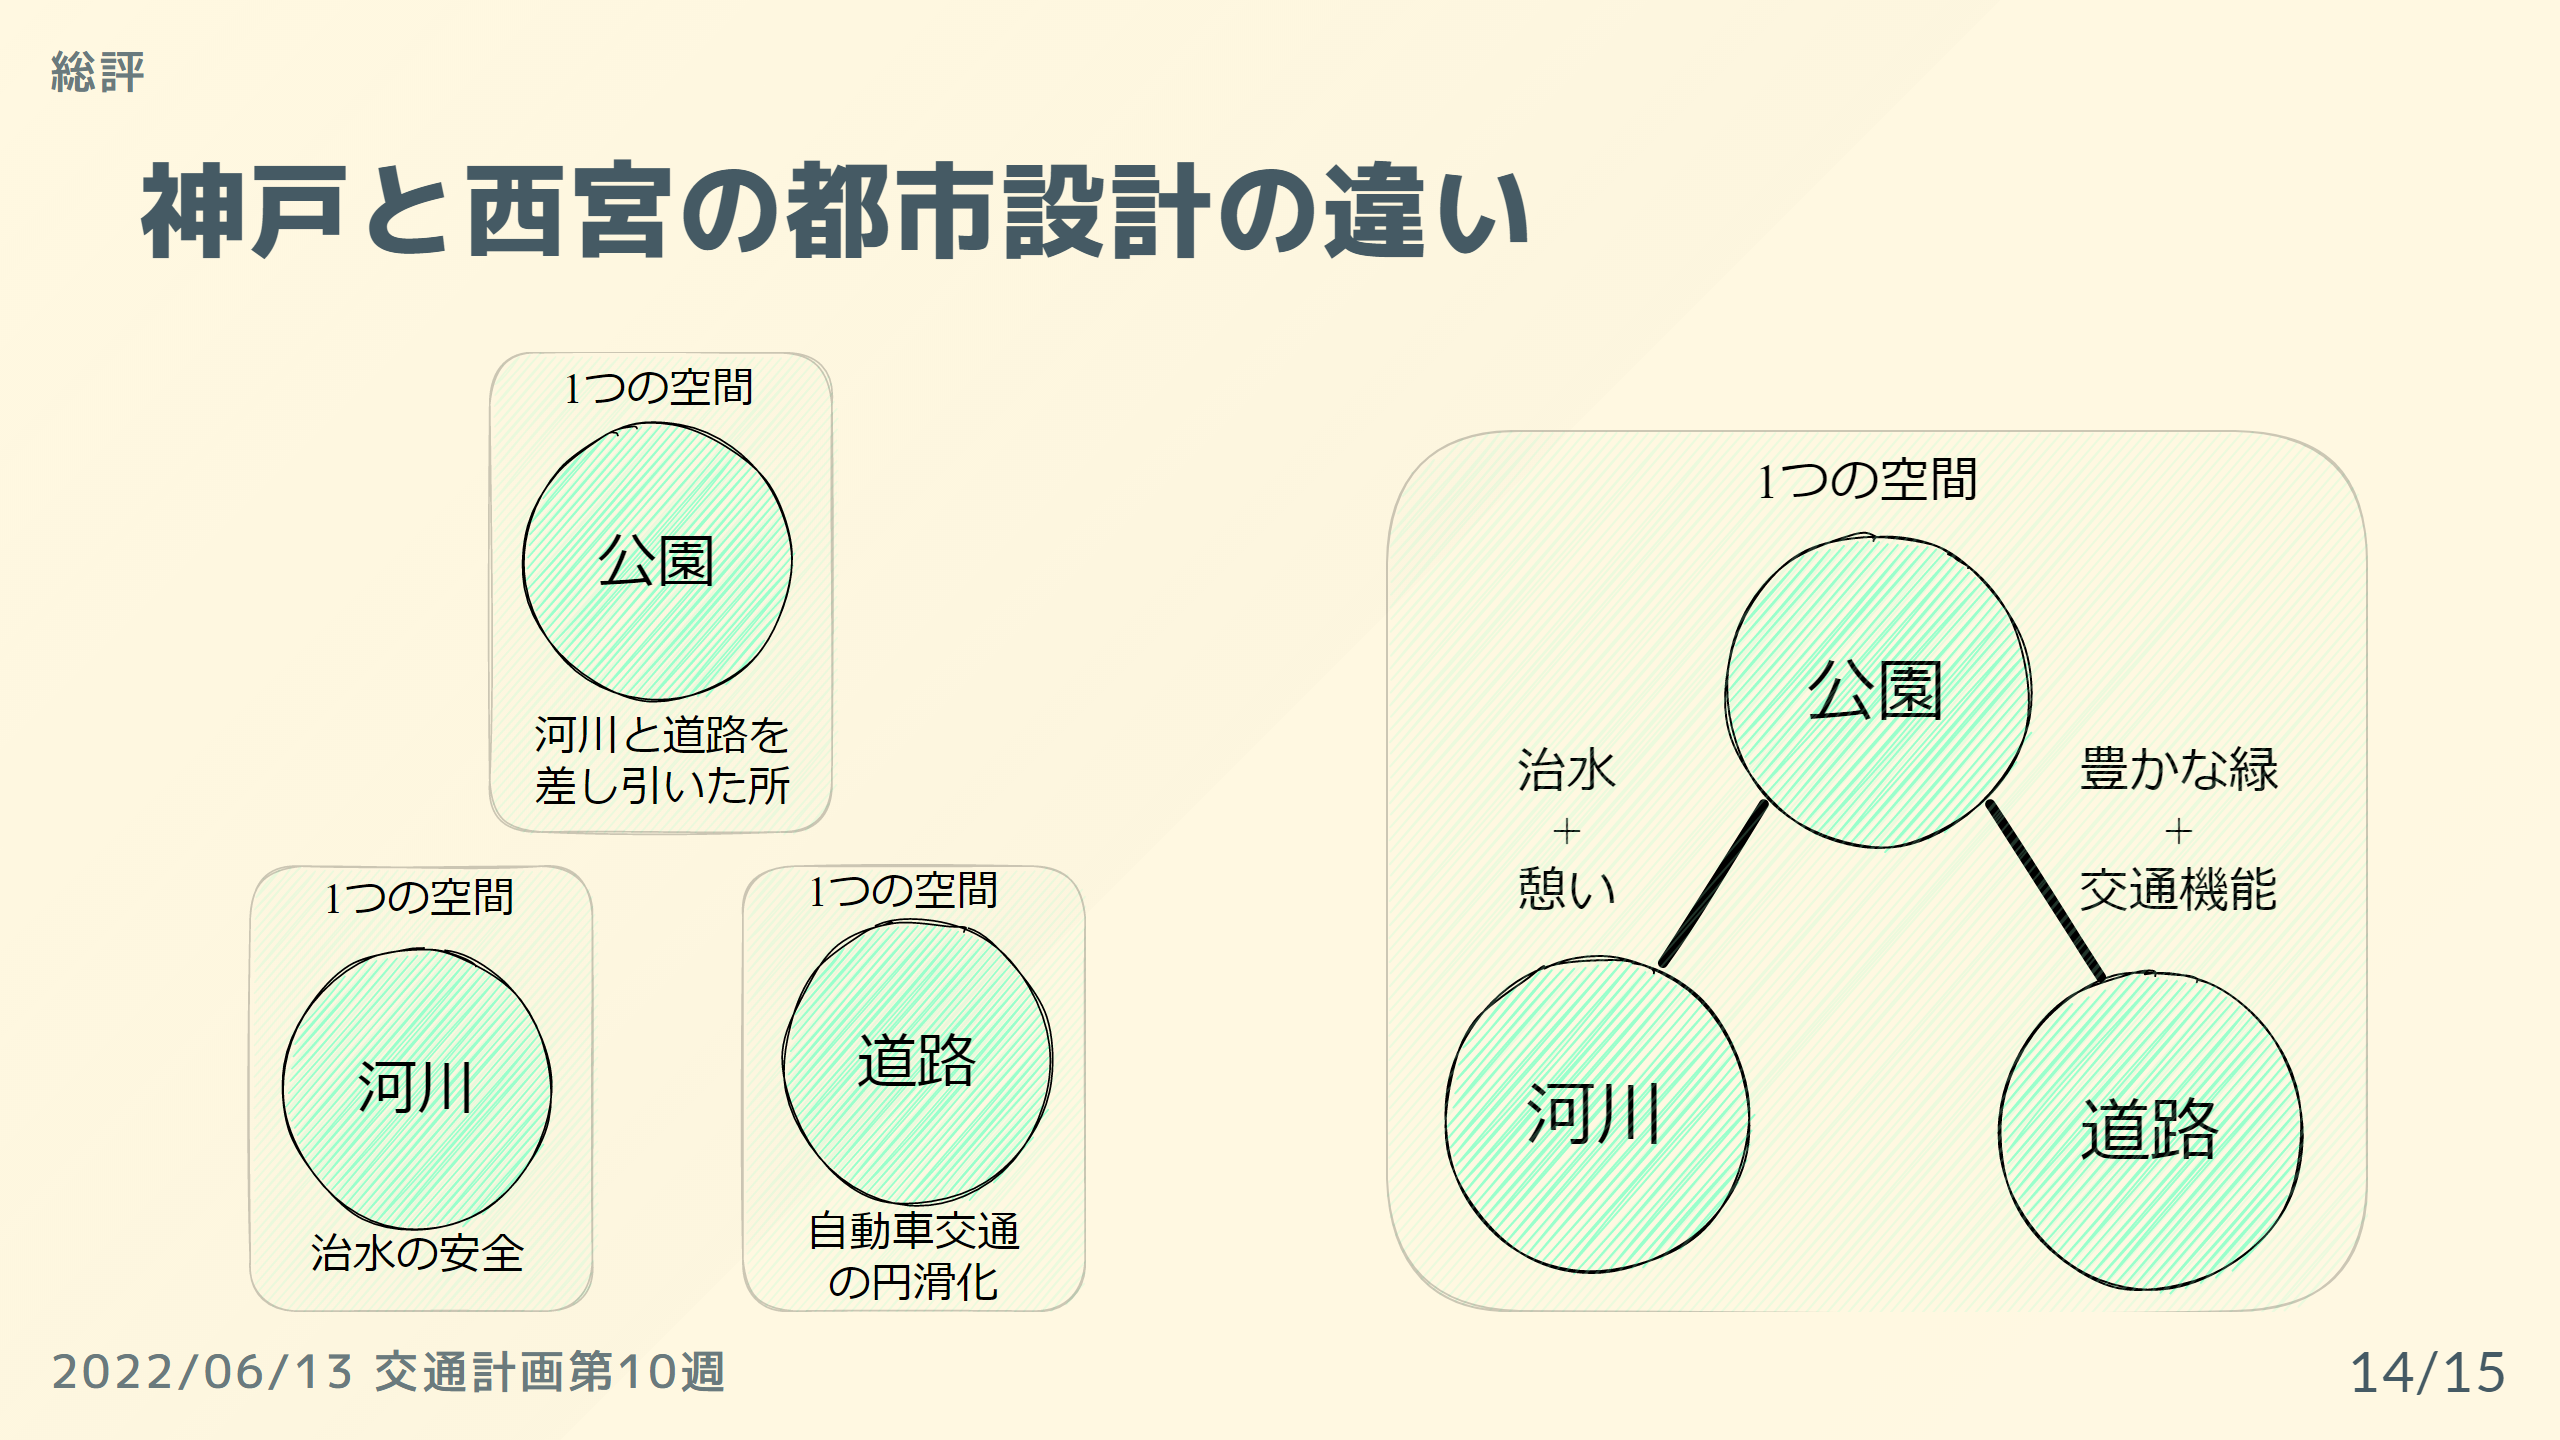 総評
神戸と西宮の都市設計の違い
1つの空間
公園
河川と道路を
差し引いた所
1つの空間
河川
治水の安全
1つの空間
道路
自動車交通
の円滑化
1つの空間
公園
治水
+
憩い
豊かな緑
+
交通機能
河川
道路
2022/06/13 交通計画第10週
14/15